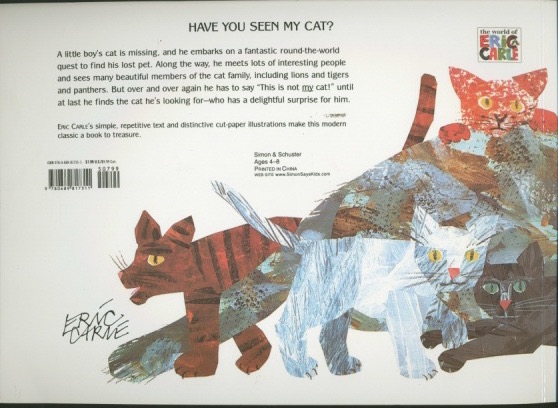 HAVE YOU SEEN MY CAT?
the world of
ERIC
CARLE
A little boy's cat is missing, and he embarks on a fantastic round-the-world
quest to find his lost pet. Along the way, he meets lots of interesting people
and sees many beautiful members of the cat family, including lions and tigers
and panthers. But over and over again he has to say "This is not my cat!" until
at last he finds the cat he's looking for—who has a delightful surprise for him.
ERIC CARLE's simple, repetitive text and distinctive cut-paper illustrations make this modern
classic a book to treasure.
Simon & Schuster
Ages 4–8
PRINTED IN CHINA
WEB SITE www.SimonSaysKids.com
50799
ERIC
CARLE